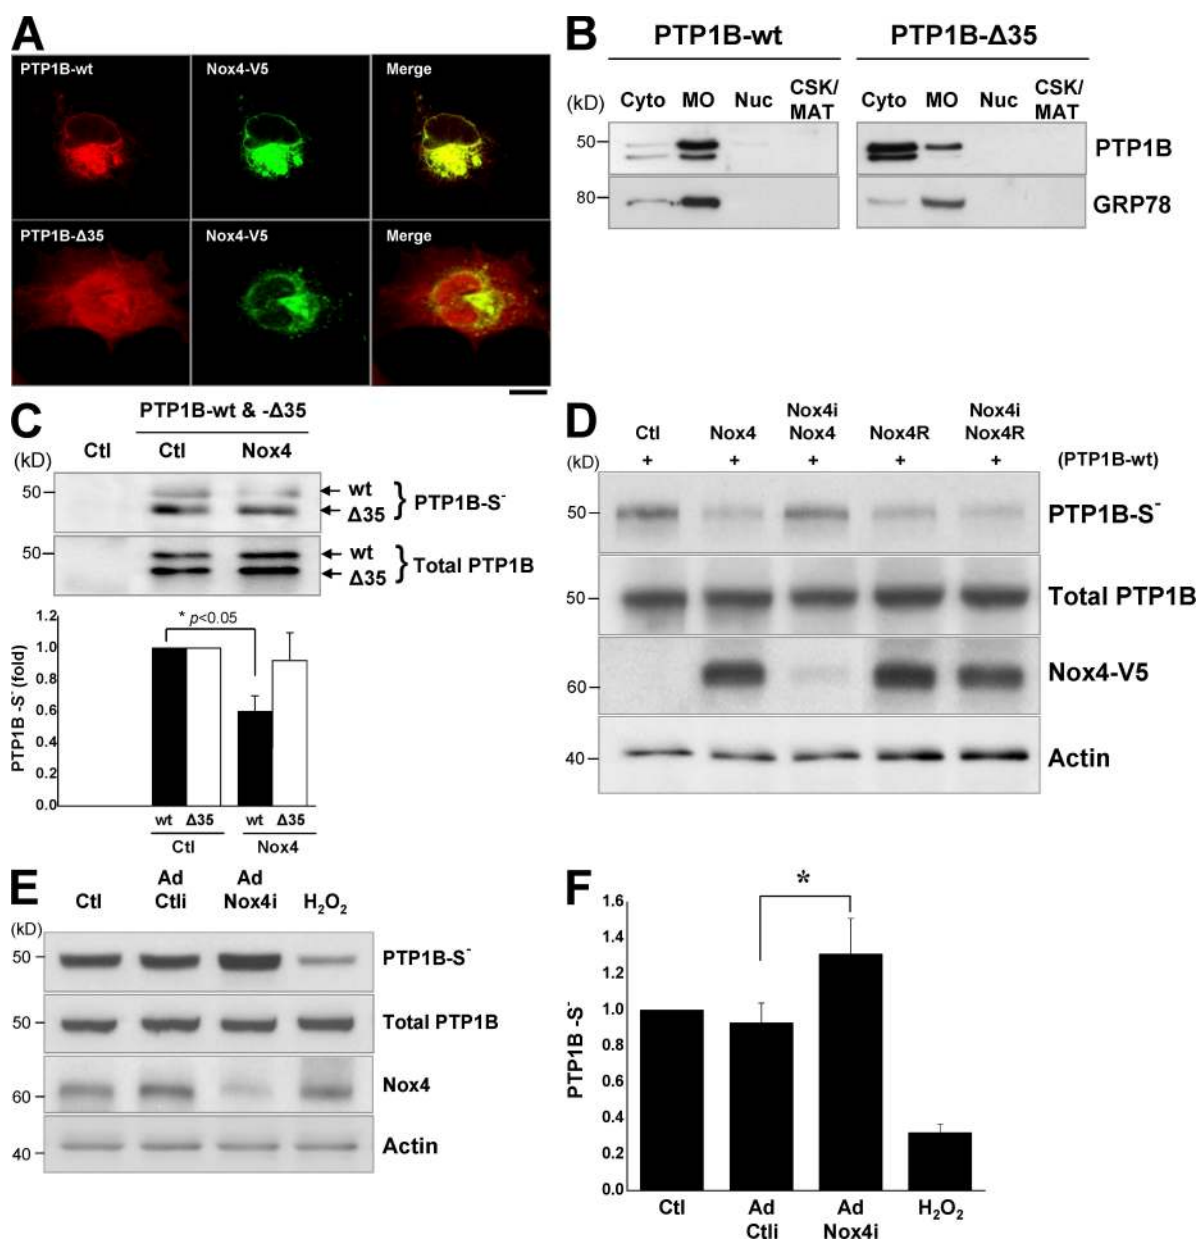 A
PTP1B-wt
Nox4-V5
Merge
PTP1B-Δ35
Nox4-V5
Merge
B
PTP1B-wt
PTP1B-Δ35
(kD)
Cyto
MO
Nuc
CSK/
MAT
Cyto
MO
Nuc
CSK/
MAT
50
PTP1B
80
GRP78
C
PTP1B-wt & -Δ35
(kD)
Ctl
Ctl
Nox4
50
wt
Δ35
} PTP1B-S⁻
50
wt
Δ35
} Total PTP1B
1.2
1.0
0.8
0.6
0.4
0.2
0.0
PTP1B -S⁻ (fold)
* p<0.05
wt Δ35
wt Δ35
Ctl
Nox4
D
Ctl
Nox4
Nox4i
Nox4
Nox4R
Nox4i
Nox4R
(kD)
+ + + + +
(PTP1B-wt)
50
PTP1B-S⁻
50
Total PTP1B
60
Nox4-V5
40
Actin
E
Ctl
Ad
Ctli
Ad
Nox4i
H₂O₂
(kD)
50
PTP1B-S⁻
50
Total PTP1B
60
Nox4
40
Actin
F
1.6
1.4
1.2
1.0
0.8
0.6
0.4
0.2
0.0
PTP1B -S⁻
*
Ctl
Ad
Ctli
Ad
Nox4i
H₂O₂